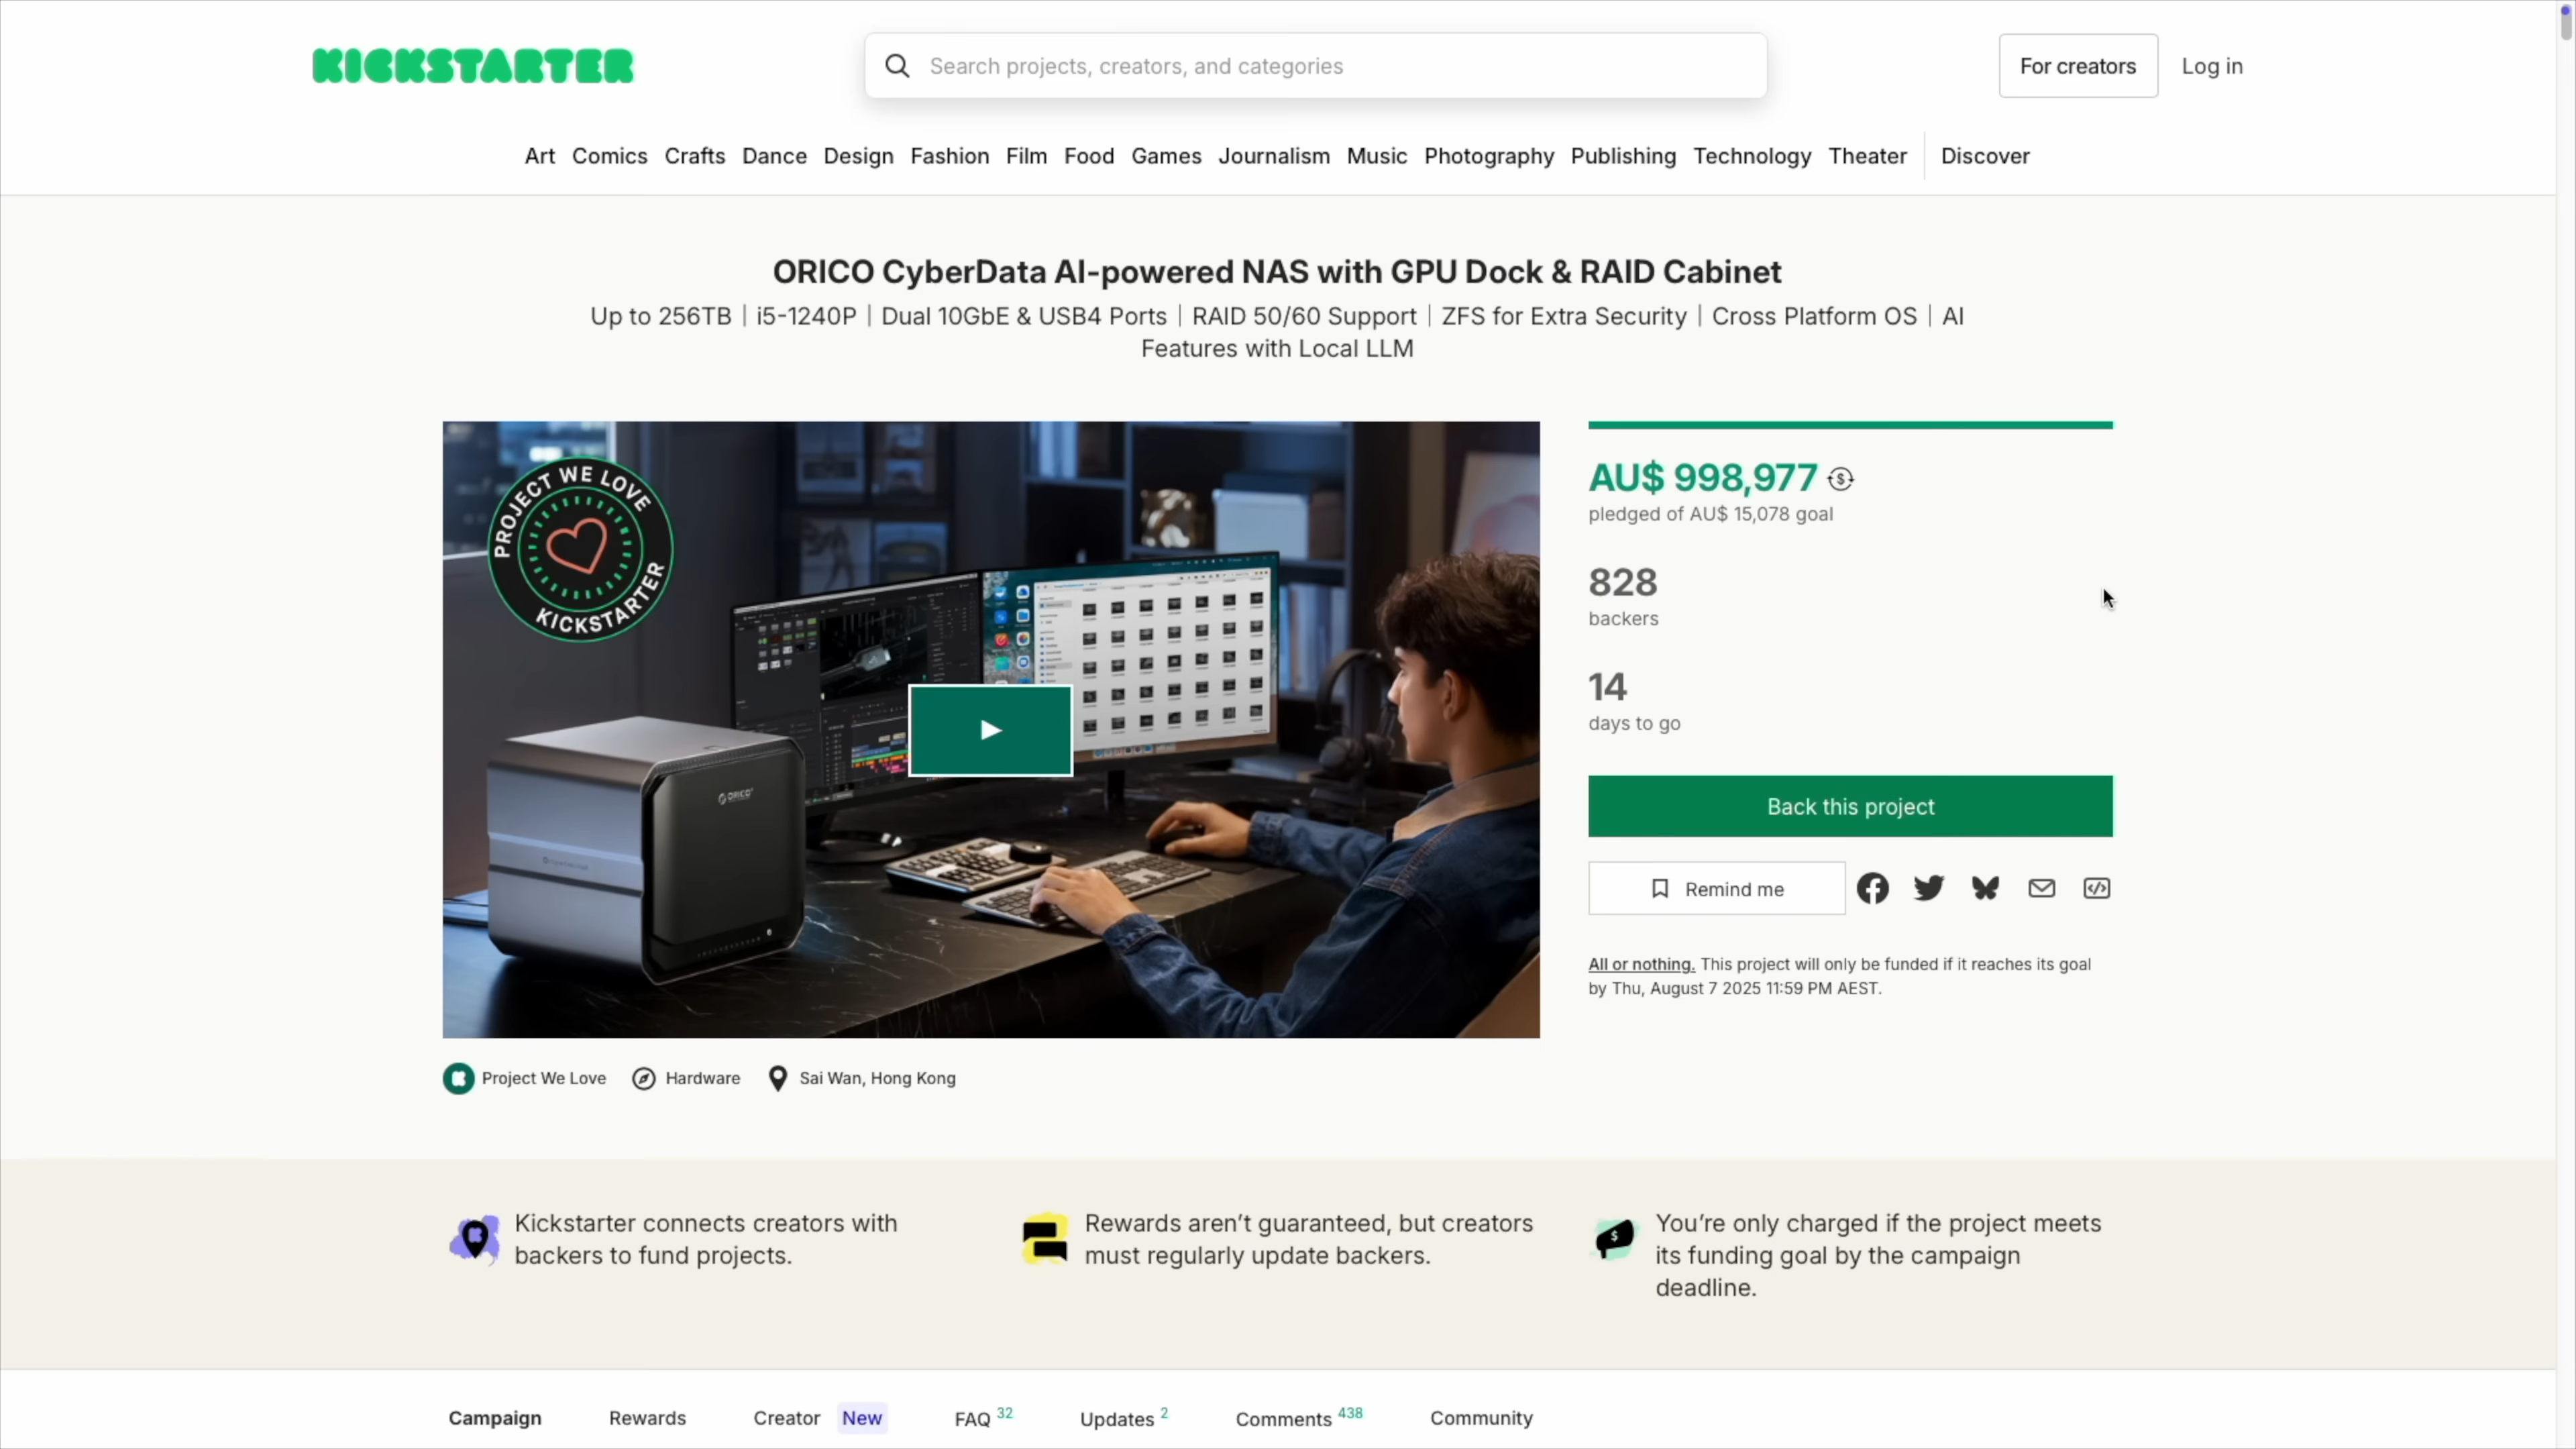 KICKSTARTER
Search projects, creators, and categories
For creators
Log in
Art Comics Crafts Dance Design Fashion Film Food Games Journalism Music Photography Publishing Technology Theater Discover
ORICO CyberData AI-powered NAS with GPU Dock & RAID Cabinet
Up to 256TB | i5-1240P | Dual 10GbE & USB4 Ports | RAID 50/60 Support | ZFS for Extra Security | Cross Platform OS | AI
Features with Local LLM
PROJECT WE LOVE
KICKSTARTER
ORICO
AU$ 998,977
pledged of AU$ 15,078 goal
828
backers
14
days to go
Back this project
Remind me
All or nothing. This project will only be funded if it reaches its goal
by Thu, August 7 2025 11:59 PM AEST.
Project We Love
Hardware
Sai Wan, Hong Kong
Kickstarter connects creators with
backers to fund projects.
Rewards aren't guaranteed, but creators
must regularly update backers.
You're only charged if the project meets
its funding goal by the campaign
deadline.
Campaign
Rewards
Creator New
FAQ 32
Updates 2
Comments 438
Community